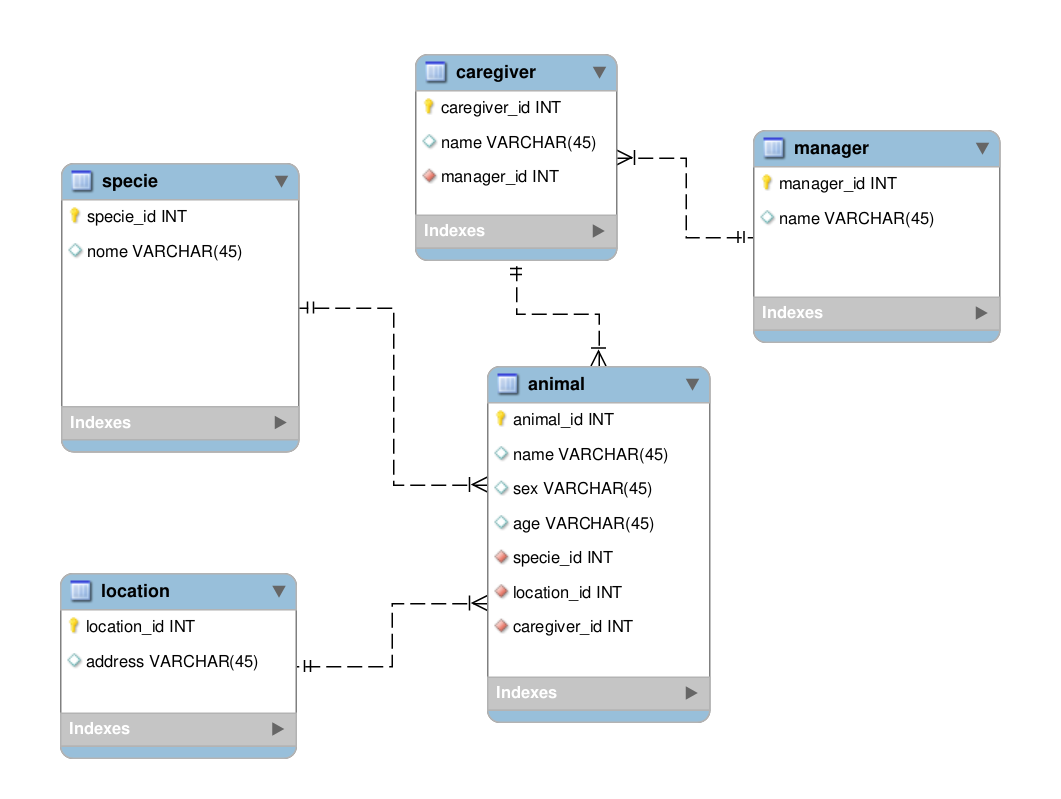 caregiver
caregiver_id INT
name VARCHAR(45)
manager_id INT
Indexes
manager
manager_id INT
name VARCHAR(45)
Indexes
specie
specie_id INT
nome VARCHAR(45)
Indexes
animal
animal_id INT
name VARCHAR(45)
sex VARCHAR(45)
age VARCHAR(45)
specie_id INT
location_id INT
caregiver_id INT
Indexes
location
location_id INT
address VARCHAR(45)
Indexes